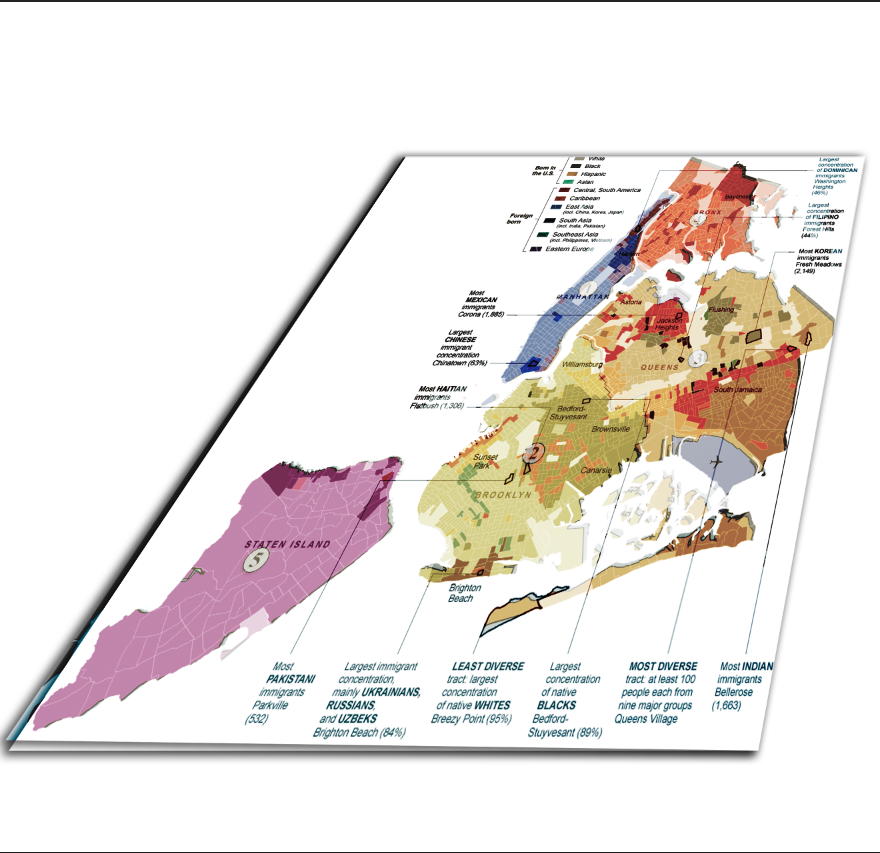 White
Black
Born in
the U.S.
Hispanic
Asian
Central, South America
Caribbean
East Asia
(incl. China, Korea, Japan)
Foreign
born
South Asia
(incl. India, Pakistan)
Southeast Asia
(incl. Philippines, Vietnam)
Eastern Europe
Largest
concentration
of DOMINICAN
immigrants
Washington
Heights
(46%)
Largest
concentration
of FILIPINO
immigrants
Forest Hills
(44%)
Most KOREAN
immigrants
Fresh Meadows
(2,149)
Most
MEXICAN
immigrants
Corona (1,885)
Largest
CHINESE
immigrant
concentration
Chinatown (63%)
Most HAITIAN
immigrants
Flatbush (1,306)
BRONX
Harlem
MANHATTAN
Astoria
Jackson
Heights
Flushing
QUEENS
3
Williamsburg
South Jamaica
Bedford-
Stuyvesant
Brownsville
Sunset
Park
2
Canarsie
BROOKLYN
STATEN ISLAND
5
Brighton
Beach
Most
PAKISTANI
immigrants
Parkville
(532)
Largest immigrant
concentration,
mainly UKRAINIANS,
RUSSIANS,
and UZBEKS
Brighton Beach (84%)
LEAST DIVERSE
tract: largest
concentration
of native WHITES
Breezy Point (95%)
Largest
concentration
of native
BLACKS
Bedford-
Stuyvesant (89%)
MOST DIVERSE
tract: at least 100
people each from
nine major groups
Queens Village
Most INDIAN
immigrants
Bellerose
(1,663)